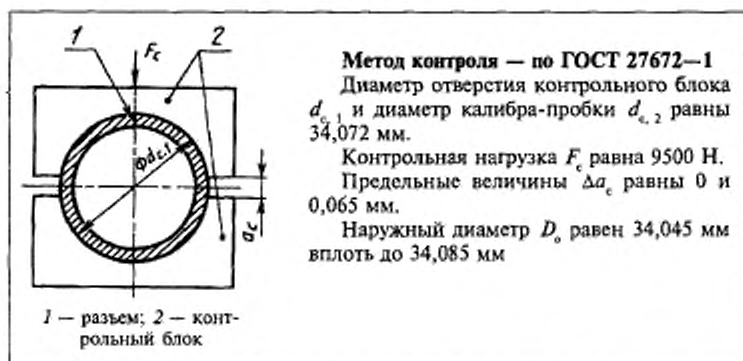 1
F_c
2
Φd_c,1
a_c
1 — разъем; 2 — конт-
рольный блок
Метод контроля — по ГОСТ 27672—1
Диаметр отверстия контрольного блока
d_c, 1 и диаметр калибра-пробки d_c, 2 равны
34,072 мм.
Контрольная нагрузка F_c равна 9500 Н.
Предельные величины Δa_c равны 0 и
0,065 мм.
Наружный диаметр D_o равен 34,045 мм
вплоть до 34,085 мм